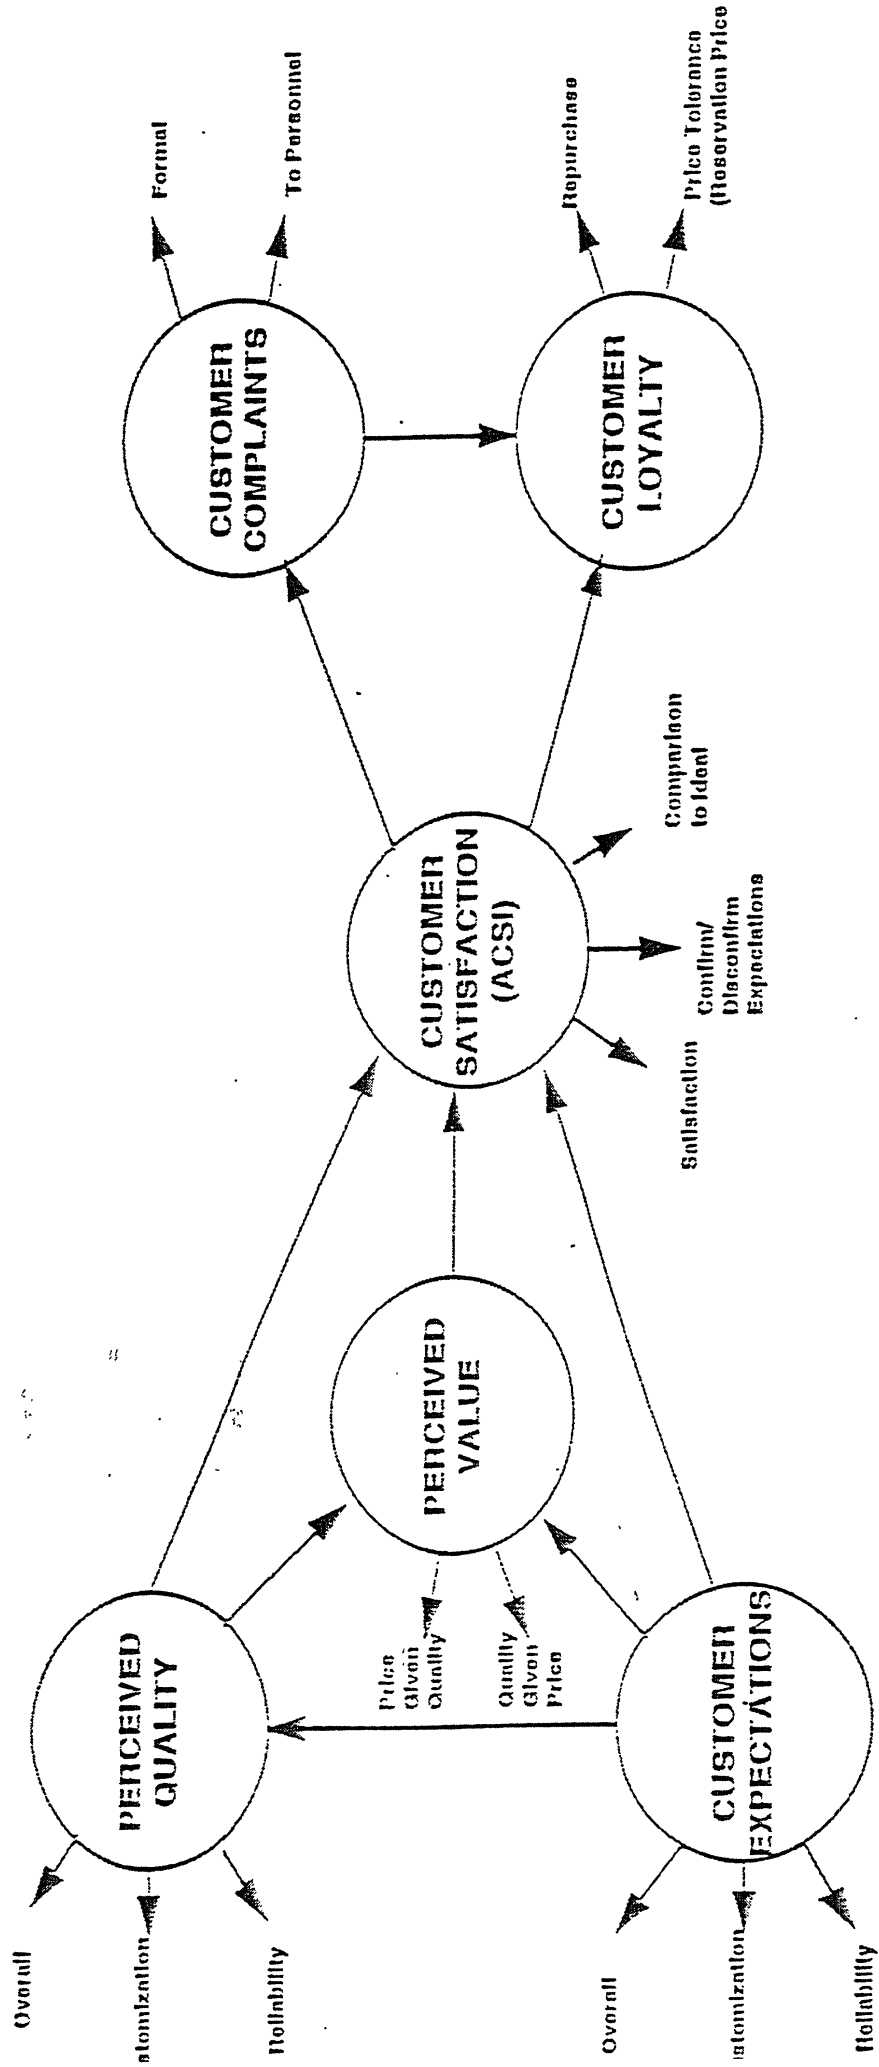 Overall
stomization
Reliability
PERCEIVED
QUALITY
Price
Given
Quality
Quality
Given
Price
PERCEIVED
VALUE
Overall
stomization
Reliability
CUSTOMER
EXPECTATIONS
CUSTOMER
SATISFACTION
(ACSI)
Satisfaction
Confirm/
Disconfirm
Expectations
Comparison
to Ideal
CUSTOMER
COMPLAINTS
Formal
To Personnel
CUSTOMER
LOYALTY
Repurchase
Price Tolerance
(Reservation Price